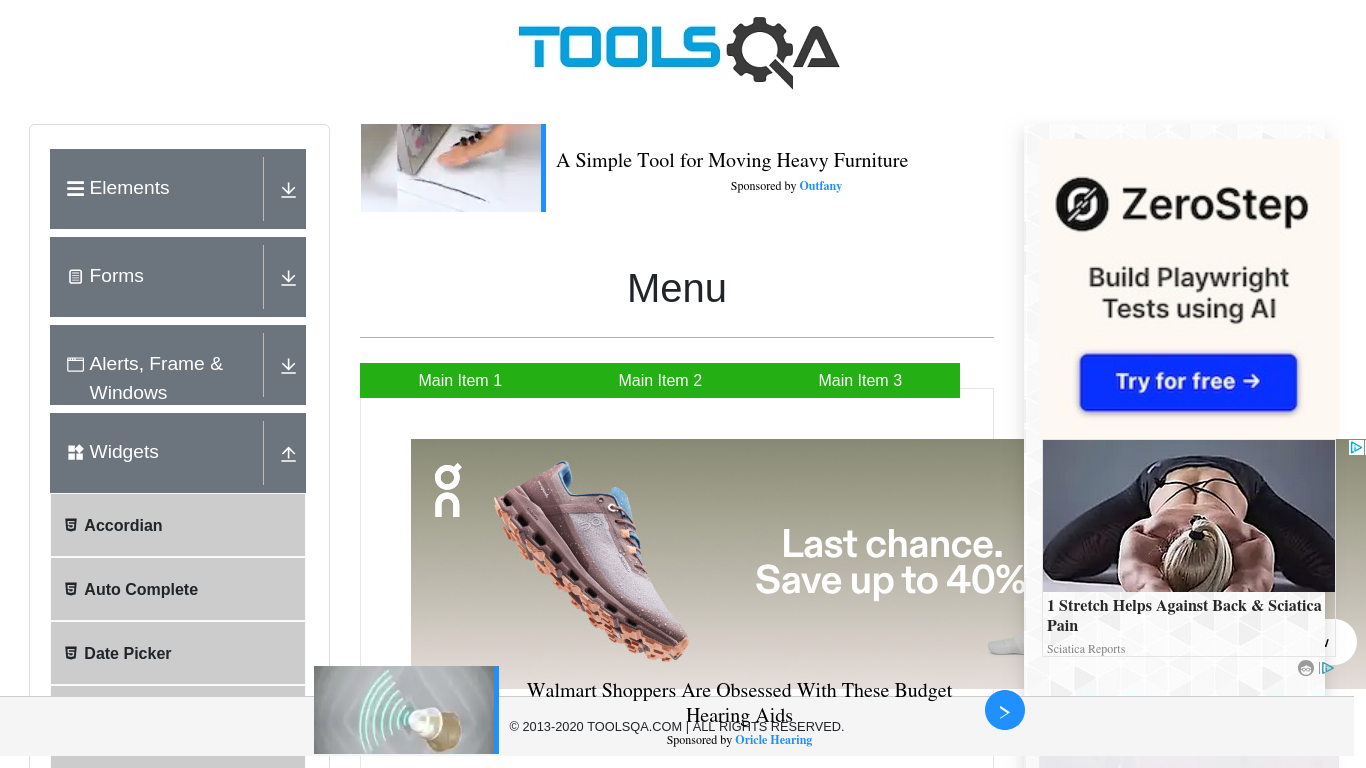 TOOLSQA
Elements
Forms
Alerts, Frame &
Windows
Widgets
Accordian
Auto Complete
Date Picker
A Simple Tool for Moving Heavy Furniture
Sponsored by Outfany
Menu
Main Item 1
Main Item 2
Main Item 3
on
Last chance.
Save up to 40%
ZeroStep
Build Playwright
Tests using AI
Try for free →
1 Stretch Helps Against Back & Sciatica
Pain
Sciatica Reports
Walmart Shoppers Are Obsessed With These Budget
Hearing Aids
Sponsored by Oricle Hearing
© 2013-2020 TOOLSQA.COM | ALL RIGHTS RESERVED.